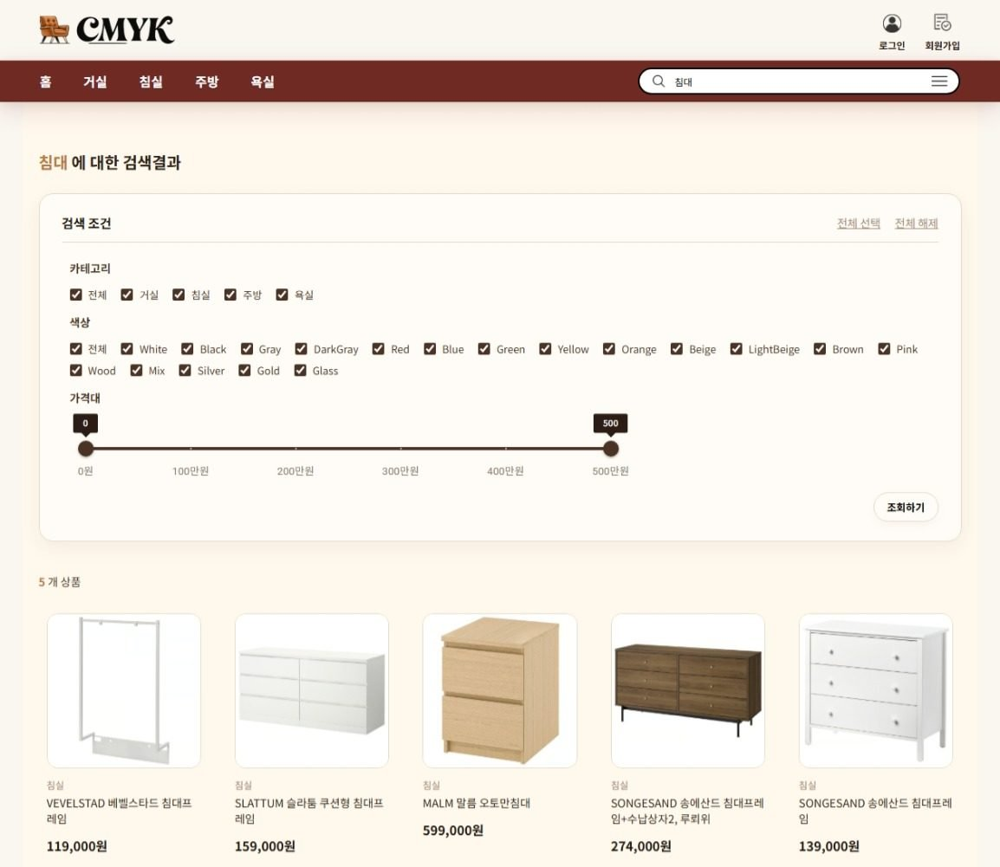 CMYK
로그인 회원가입
홈 거실 침실 주방 욕실 침대
침대 에 대한 검색결과
검색 조건 전체 선택 전체 해제
카테고리
전체 거실 침실 주방 욕실
색상
전체 White Black Gray DarkGray Red Blue Green Yellow Orange Beige LightBeige Brown Pink
Wood Mix Silver Gold Glass
가격대
0 500
0원 100만원 200만원 300만원 400만원 500만원
조회하기
5 개 상품
침실
VEVELSTAD 베벨스타드 침대프
레임
119,000원
침실
SLATTUM 슬라툼 쿠션형 침대프
레임
159,000원
침실
MALM 말름 오토만침대
599,000원
침실
SONGESAND 송에산드 침대프레
임+수납상자2, 루뢰위
274,000원
침실
SONGESAND 송에산드 침대프레
임
139,000원